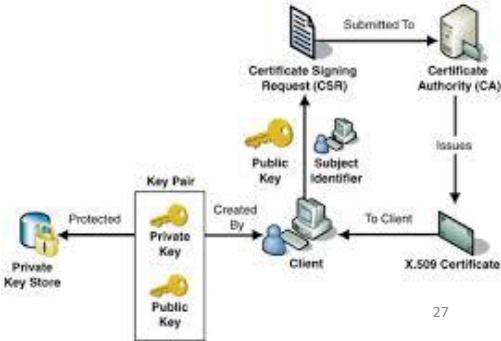 Submitted To
Certificate Signing
Request (CSR)
Certificate
Authority (CA)
Issues
Public
Key
Subject
Identifier
Key Pair
Protected
Private
Key
Created
By
To Client
Client
X.509 Certificate
Private
Key Store
Public
Key
27